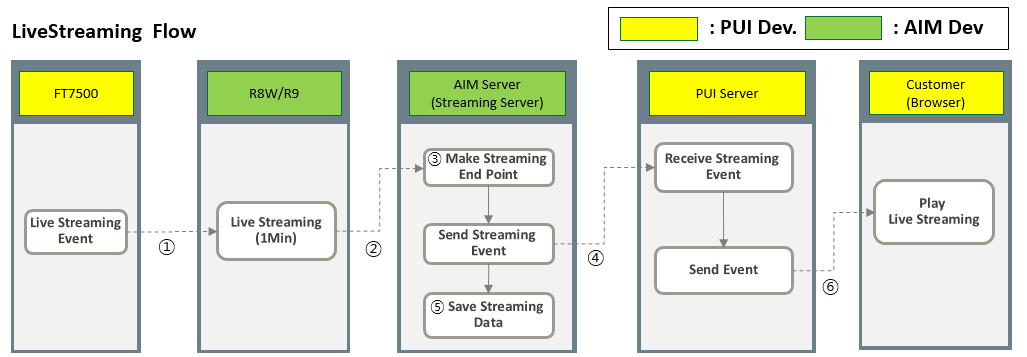 LiveStreaming Flow
: PUI Dev.
: AIM Dev
FT7500
R8W/R9
AIM Server
(Streaming Server)
PUI Server
Customer
(Browser)
Live Streaming
Event
①
Live Streaming
(1Min)
②
③ Make Streaming
End Point
Send Streaming
Event
⑤ Save Streaming
Data
④
Receive Streaming
Event
Send Event
⑥
Play
Live Streaming